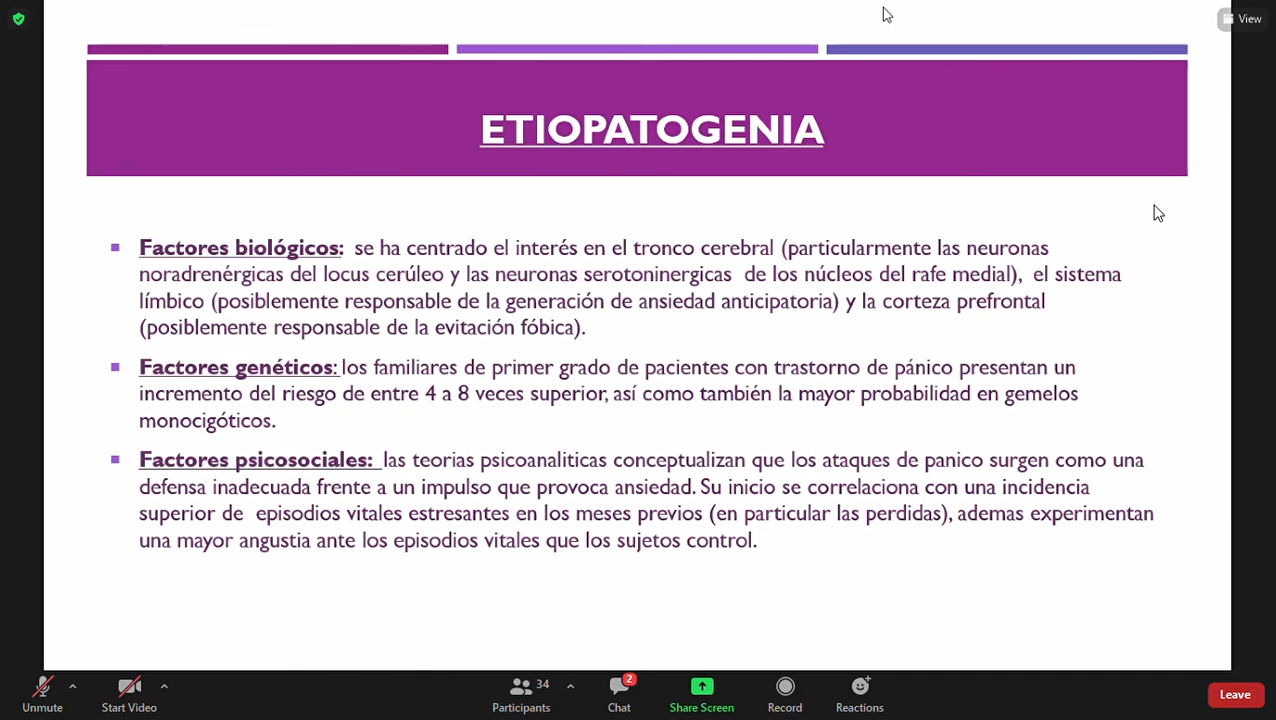 View
ETIOPATOGENIA
Factores biológicos: se ha centrado el interés en el tronco cerebral (particularmente las neuronas
noradrenérgicas del locus cerúleo y las neuronas serotoninergicas de los núcleos del rafe medial), el sistema
límbico (posiblemente responsable de la generación de ansiedad anticipatoria) y la corteza prefrontal
(posiblemente responsable de la evitación fóbica).
Factores genéticos: los familiares de primer grado de pacientes con trastorno de pánico presentan un
incremento del riesgo de entre 4 a 8 veces superior, así como también la mayor probabilidad en gemelos
monocigóticos.
Factores psicosociales: las teorias psicoanaliticas conceptualizan que los ataques de panico surgen como una
defensa inadecuada frente a un impulso que provoca ansiedad. Su inicio se correlaciona con una incidencia
superior de episodios vitales estresantes en los meses previos (en particular las perdidas), ademas experimentan
una mayor angustia ante los episodios vitales que los sujetos control.
34
2
Unmute
Start Video
Participants
Chat
Share Screen
Record
Reactions
Leave